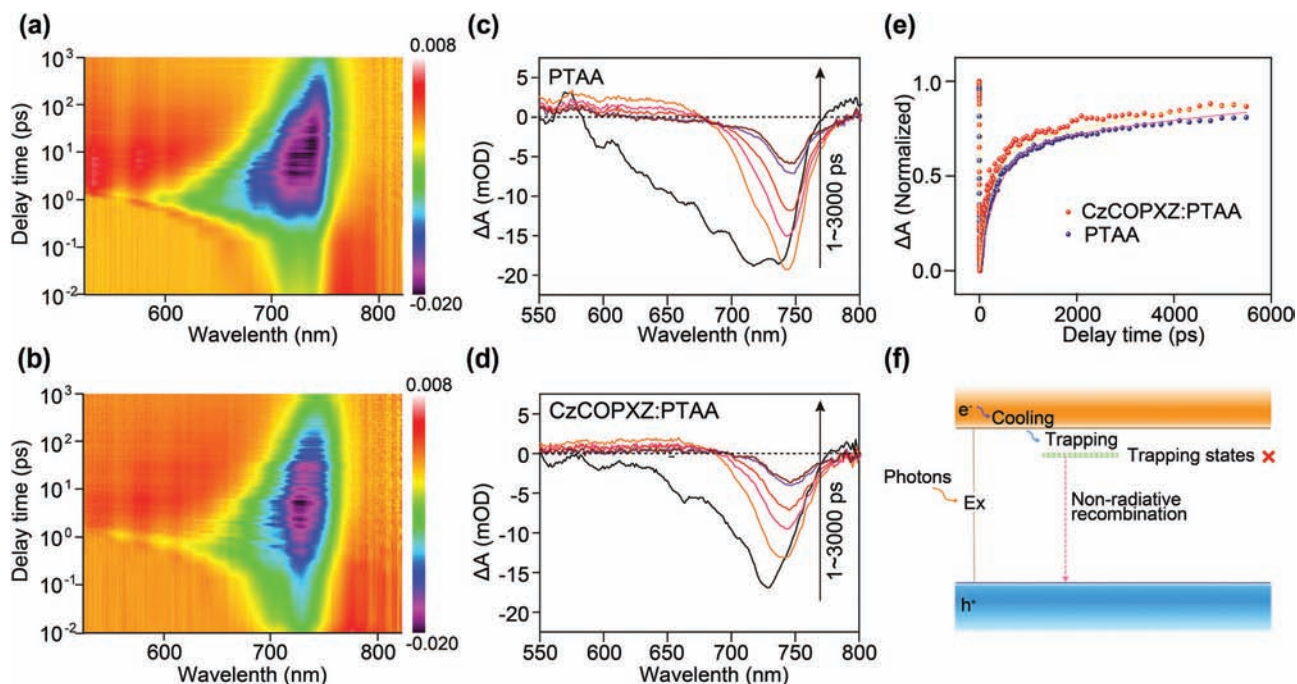 (a)
0.008
10³
10²
10¹
10⁰
10⁻¹
10⁻²
Delay time (ps)
600
700
800
Wavelenth (nm)
-0.020
(c)
PTAA
5
0
-5
-10
-15
-20
ΔA (mOD)
1~3000 ps
550
600
650
700
750
800
Wavelenth (nm)
(e)
1.0
0.5
0.0
ΔA (Normalized)
CzCOPXZ:PTAA
PTAA
0
2000
4000
6000
Delay time (ps)
(b)
0.008
10³
10²
10¹
10⁰
10⁻¹
10⁻²
Delay time (ps)
600
700
800
Wavelenth (nm)
-0.020
(d)
CzCOPXZ:PTAA
5
0
-5
-10
-15
-20
ΔA (mOD)
1~3000 ps
550
600
650
700
750
800
Wavelenth (nm)
(f)
e⁻
Cooling
Trapping
Trapping states
Photons
Ex
Non-radiative
recombination
h⁺